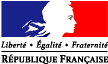 Liberté • Égalité • Fraternité
RÉPUBLIQUE FRANÇAISE